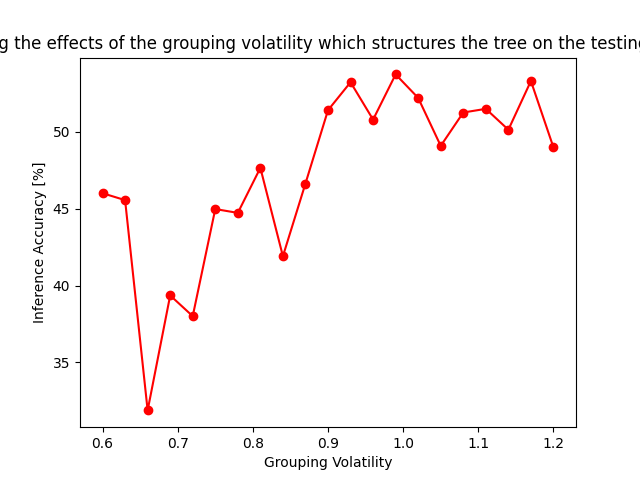 g the effects of the grouping volatility which structures the tree on the testing
Inference Accuracy [%]
50
45
40
35
0.6 0.7 0.8 0.9 1.0 1.1 1.2
Grouping Volatility